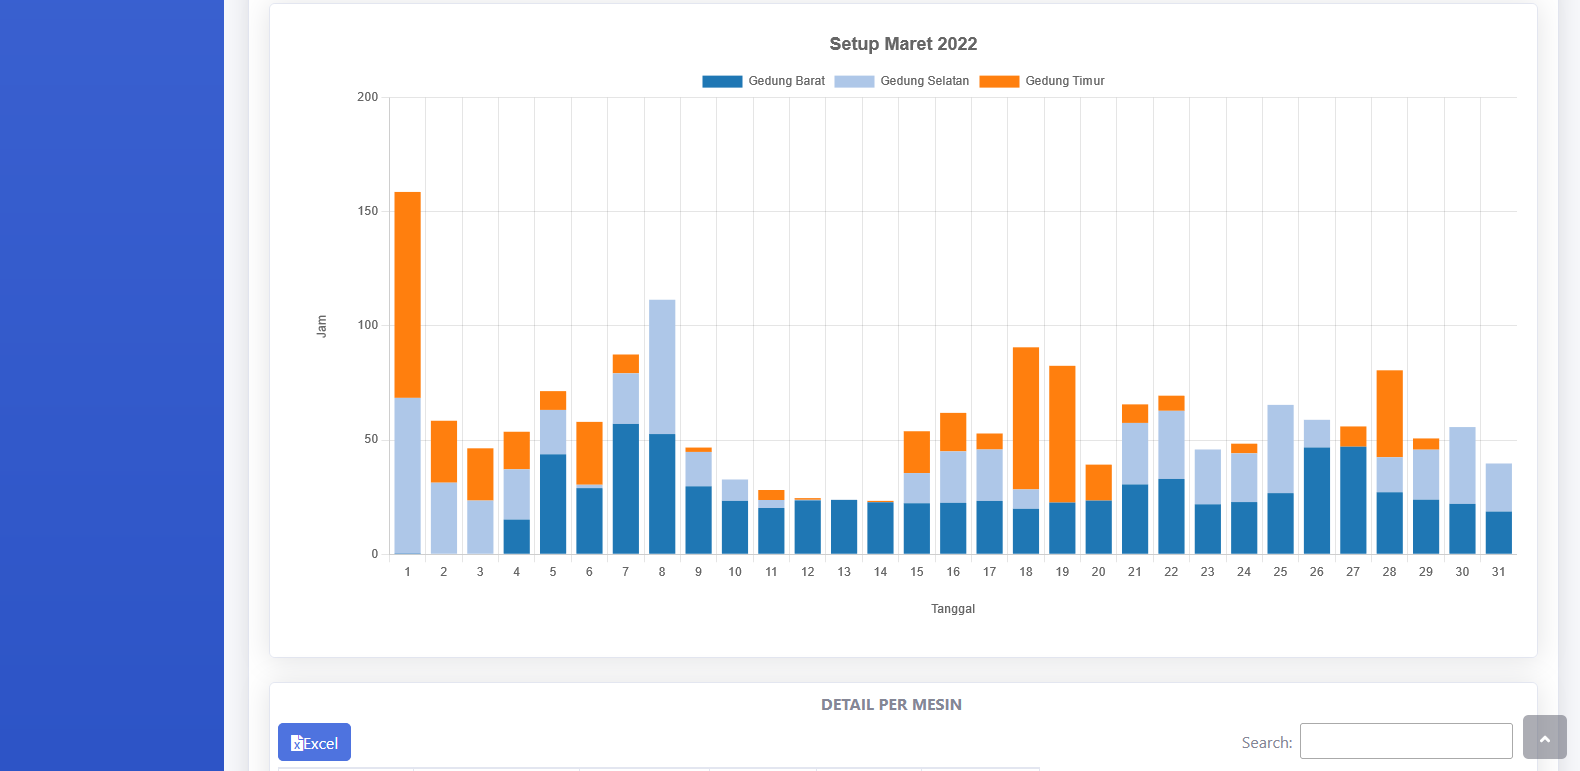 Setup Maret 2022
Gedung Barat Gedung Selatan Gedung Timur
200
150
100
50
0
Jam
1 2 3 4 5 6 7 8 9 10 11 12 13 14 15 16 17 18 19 20 21 22 23 24 25 26 27 28 29 30 31
Tanggal
DETAIL PER MESIN
Excel
Search: